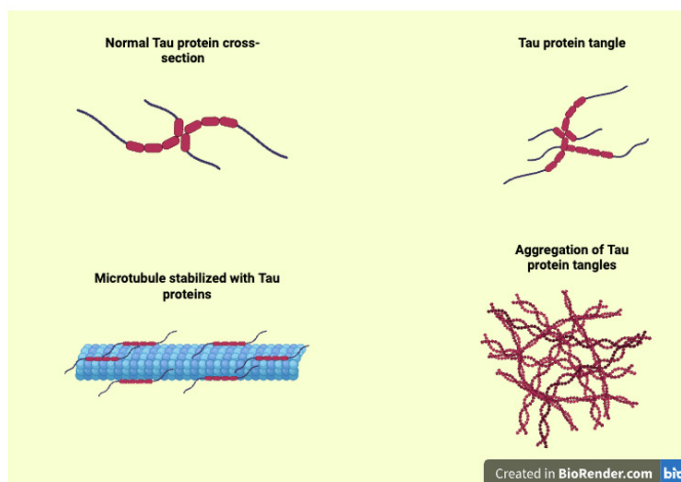 Normal Tau protein cross-
section
Tau protein tangle
Microtubule stabilized with Tau
proteins
Aggregation of Tau
protein tangles
Created in BioRender.com bio